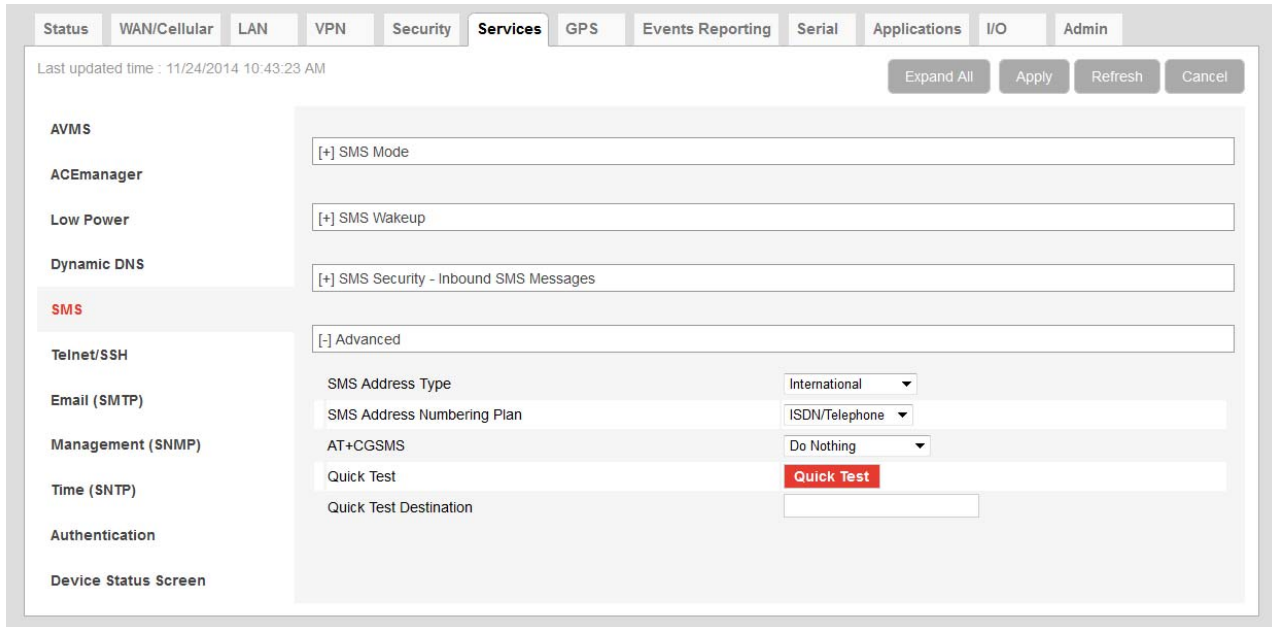 Status WAN/Cellular LAN VPN Security Services GPS Events Reporting Serial Applications I/O Admin
Last updated time : 11/24/2014 10:43:23 AM
Expand All Apply Refresh Cancel
AVMS
ACEmanager
Low Power
Dynamic DNS
SMS
Telnet/SSH
Email (SMTP)
Management (SNMP)
Time (SNTP)
Authentication
Device Status Screen
[+] SMS Mode
[+] SMS Wakeup
[+] SMS Security - Inbound SMS Messages
[-] Advanced
SMS Address Type International
SMS Address Numbering Plan ISDN/Telephone
AT+CGSMS Do Nothing
Quick Test Quick Test
Quick Test Destination